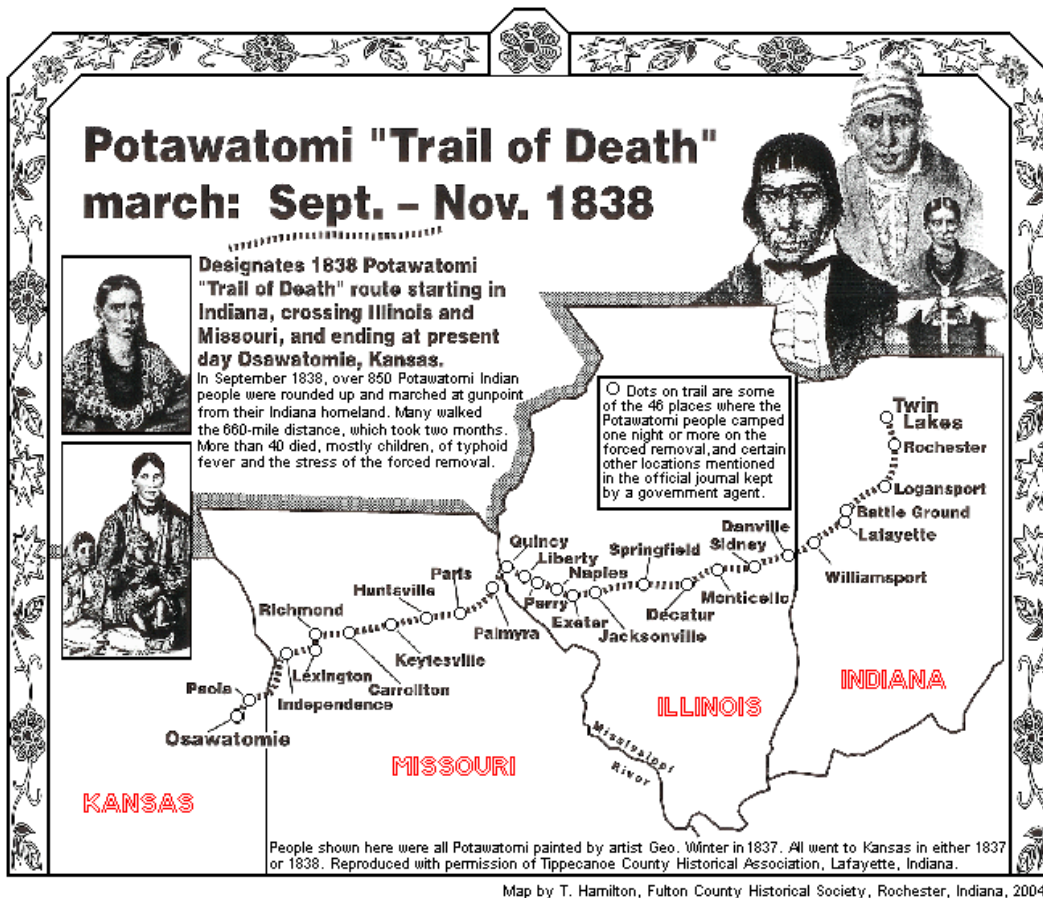 Potawatomi "Trail of Death"
march: Sept. – Nov. 1838
Designates 1838 Potawatomi
"Trail of Death" route starting in
Indiana, crossing Illinois and
Missouri, and ending at present
day Osawatomie, Kansas.
In September 1838, over 850 Potawatomi Indian
people were rounded up and marched at gunpoint
from their Indiana homeland. Many walked
the 660-mile distance, which took two months.
More than 40 died, mostly children, of typhoid
fever and the stress of the forced removal.
O Dots on trail are some
of the 46 places where the
Potawatomi people camped
one night or more on the
forced removal, and certain
other locations mentioned
in the official journal kept
by a government agent.
Twin
Lakes
Rochester
Logansport
Battle Ground
Lafayette
Williamsport
Danville
Sidney
Monticello
Springfield
Decatur
Quincy
Liberty
Naples
Perry
Exeter
Jacksonville
Paris
Palmyra
Huntsville
Keytesville
Richmond
Carrollton
Lexington
Independence
Paola
Osawatomie
INDIANA
ILLINOIS
Mississippi
River
MISSOURI
KANSAS
People shown here were all Potawatomi painted by artist Geo. Winter in 1837. All went to Kansas in either 1837
or 1838. Reproduced with permission of Tippecanoe County Historical Association, Lafayette, Indiana.
Map by T. Hamilton, Fulton County Historical Society, Rochester, Indiana, 2004